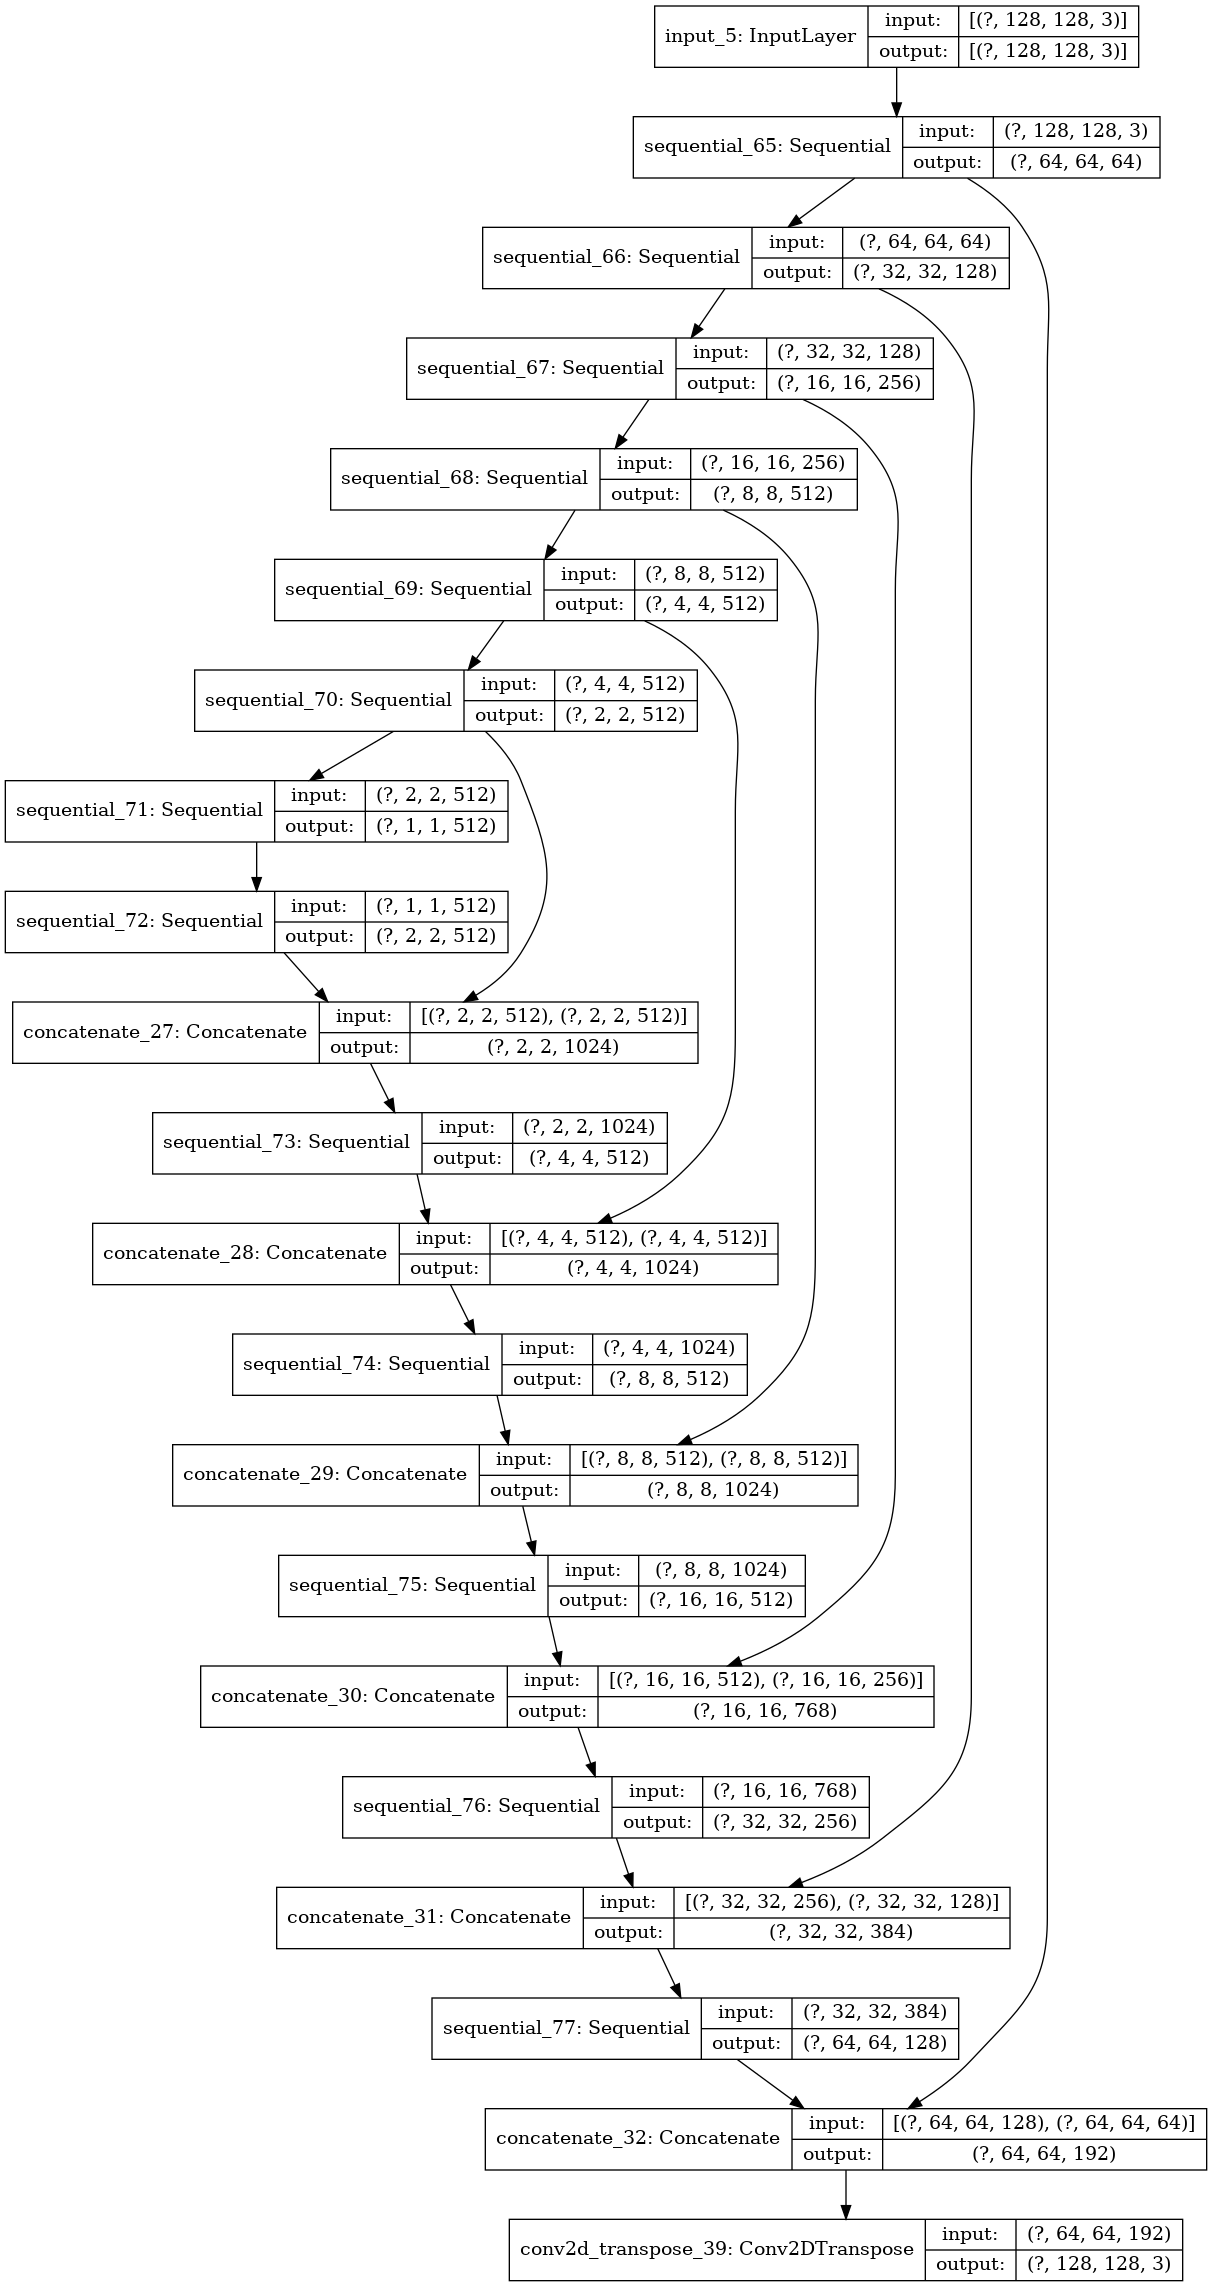 input_5: InputLayer
input:
[(?, 128, 128, 3)]
output:
[(?, 128, 128, 3)]
sequential_65: Sequential
input:
(?, 128, 128, 3)
output:
(?, 64, 64, 64)
sequential_66: Sequential
input:
(?, 64, 64, 64)
output:
(?, 32, 32, 128)
sequential_67: Sequential
input:
(?, 32, 32, 128)
output:
(?, 16, 16, 256)
sequential_68: Sequential
input:
(?, 16, 16, 256)
output:
(?, 8, 8, 512)
sequential_69: Sequential
input:
(?, 8, 8, 512)
output:
(?, 4, 4, 512)
sequential_70: Sequential
input:
(?, 4, 4, 512)
output:
(?, 2, 2, 512)
sequential_71: Sequential
input:
(?, 2, 2, 512)
output:
(?, 1, 1, 512)
sequential_72: Sequential
input:
(?, 1, 1, 512)
output:
(?, 2, 2, 512)
concatenate_27: Concatenate
input:
[(?, 2, 2, 512), (?, 2, 2, 512)]
output:
(?, 2, 2, 1024)
sequential_73: Sequential
input:
(?, 2, 2, 1024)
output:
(?, 4, 4, 512)
concatenate_28: Concatenate
input:
[(?, 4, 4, 512), (?, 4, 4, 512)]
output:
(?, 4, 4, 1024)
sequential_74: Sequential
input:
(?, 4, 4, 1024)
output:
(?, 8, 8, 512)
concatenate_29: Concatenate
input:
[(?, 8, 8, 512), (?, 8, 8, 512)]
output:
(?, 8, 8, 1024)
sequential_75: Sequential
input:
(?, 8, 8, 1024)
output:
(?, 16, 16, 512)
concatenate_30: Concatenate
input:
[(?, 16, 16, 512), (?, 16, 16, 256)]
output:
(?, 16, 16, 768)
sequential_76: Sequential
input:
(?, 16, 16, 768)
output:
(?, 32, 32, 256)
concatenate_31: Concatenate
input:
[(?, 32, 32, 256), (?, 32, 32, 128)]
output:
(?, 32, 32, 384)
sequential_77: Sequential
input:
(?, 32, 32, 384)
output:
(?, 64, 64, 128)
concatenate_32: Concatenate
input:
[(?, 64, 64, 128), (?, 64, 64, 64)]
output:
(?, 64, 64, 192)
conv2d_transpose_39: Conv2DTranspose
input:
(?, 64, 64, 192)
output:
(?, 128, 128, 3)